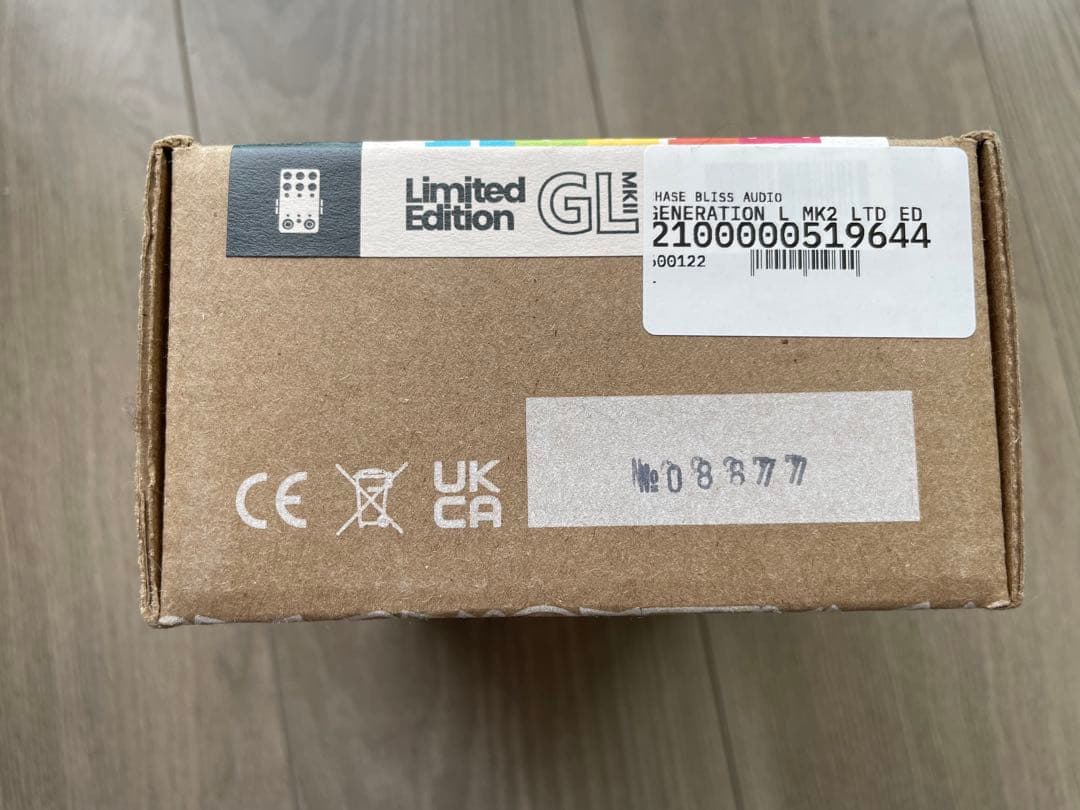 Limited
Edition
GL
MKII
HASE BLISS AUDIO
GENERATION L MK2 LTD ED
2100000519644
00122
CE
UK
CA
№08877